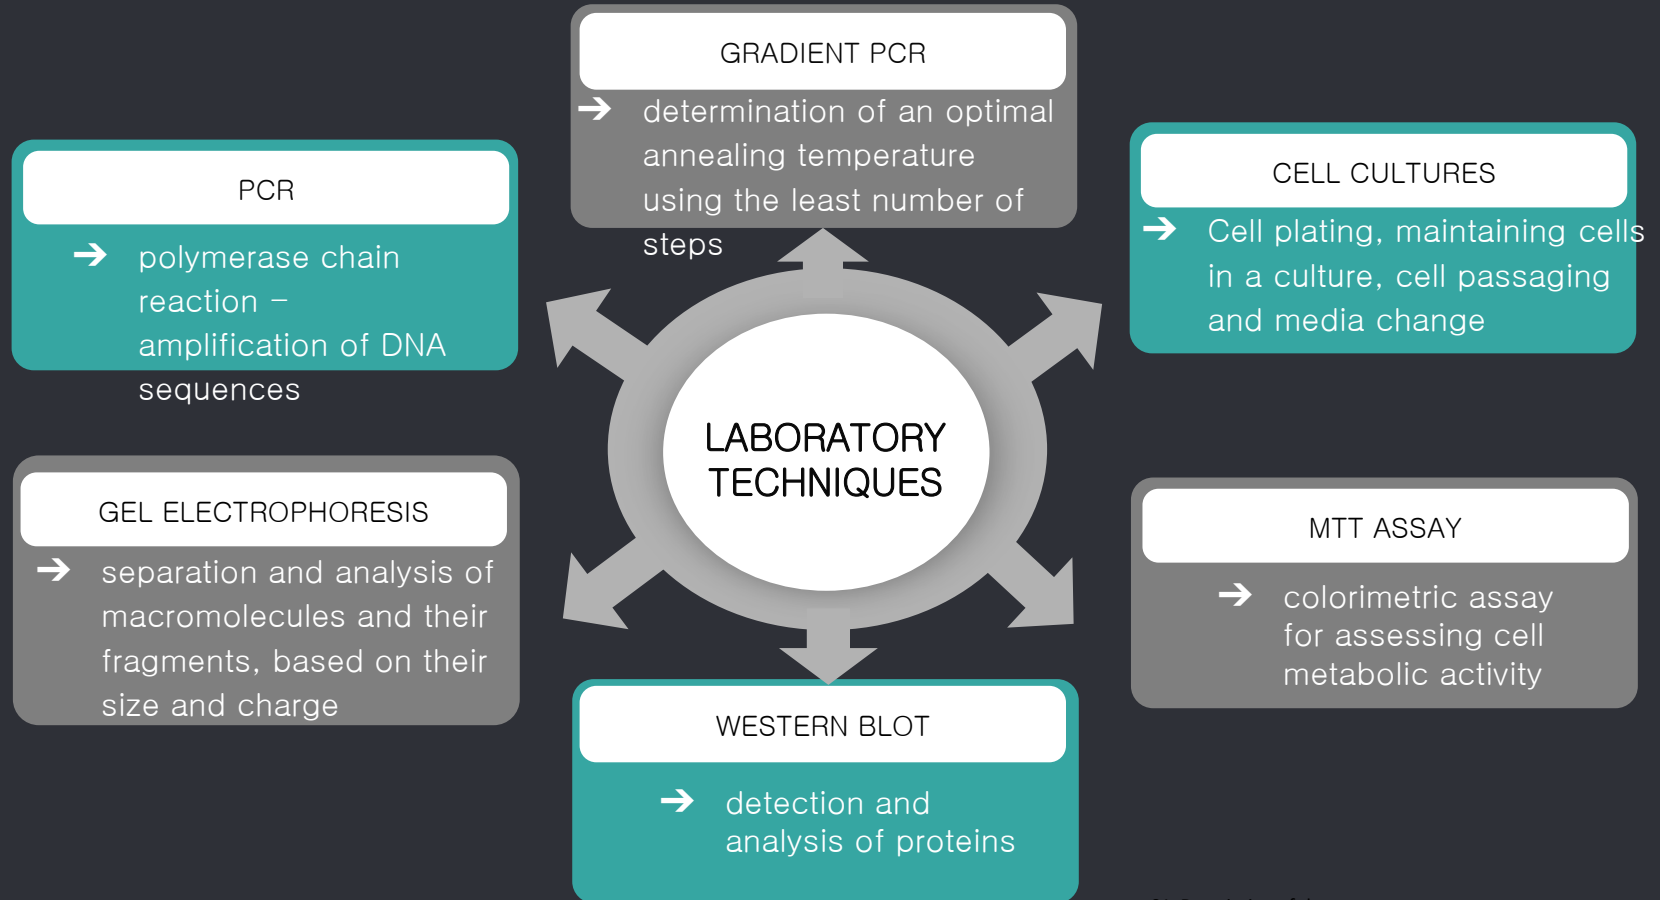 GRADIENT PCR
➔ determination of an optimal
annealing temperature
using the least number of
steps
PCR
➔ polymerase chain
reaction –
amplification of DNA
sequences
CELL CULTURES
➔ Cell plating, maintaining cells
in a culture, cell passaging
and media change
LABORATORY
TECHNIQUES
GEL ELECTROPHORESIS
➔ separation and analysis of
macromolecules and their
fragments, based on their
size and charge
MTT ASSAY
➔ colorimetric assay
for assessing cell
metabolic activity
WESTERN BLOT
➔ detection and
analysis of proteins